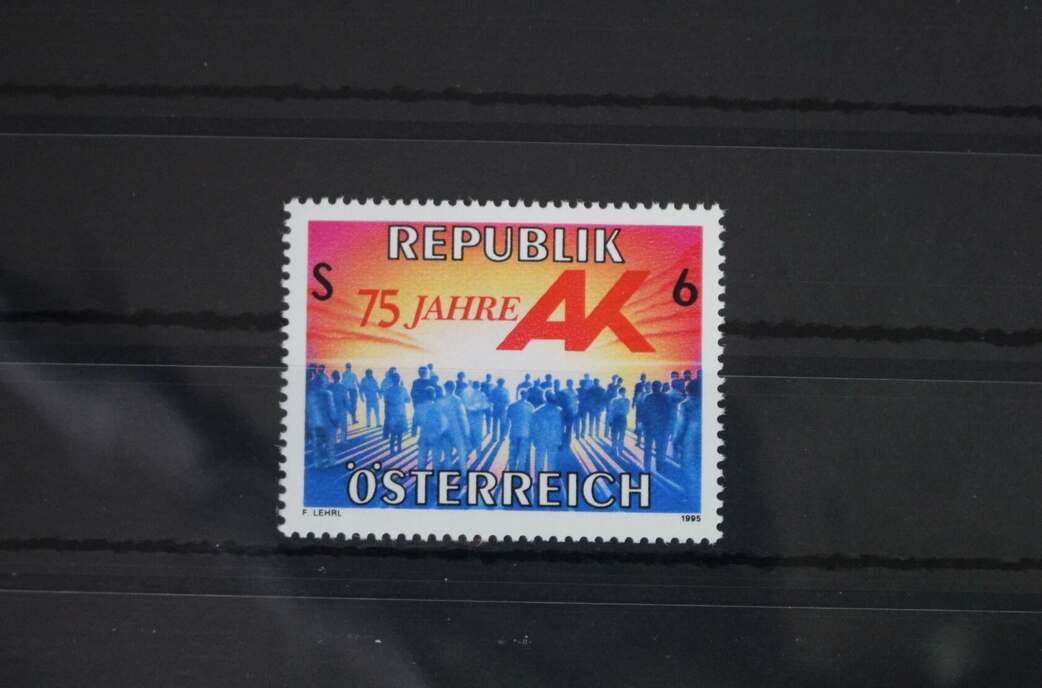 REPUBLIK
S 6
75 JAHRE AK
ÖSTERREICH
F. LEHRL 1995